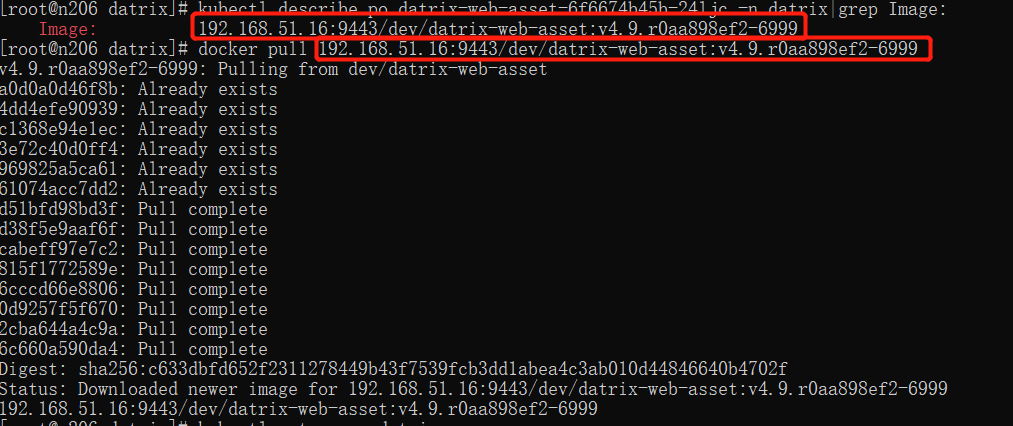 [root@n206 datrix]# kubectl describe po datrix-web-asset-6f6674b45b-24ljc -n datrix|grep Image:
Image: 192.168.51.16:9443/dev/datrix-web-asset:v4.9.r0aa898ef2-6999
[root@n206 datrix]# docker pull 192.168.51.16:9443/dev/datrix-web-asset:v4.9.r0aa898ef2-6999
v4.9.r0aa898ef2-6999: Pulling from dev/datrix-web-asset
a0d0a0d46f8b: Already exists
4dd4efe90939: Already exists
c1368e94e1ec: Already exists
3e72c40d0ff4: Already exists
969825a5ca61: Already exists
61074acc7dd2: Already exists
d51bfd98bd3f: Pull complete
d38f5e9aaf6f: Pull complete
cabeff97e7c2: Pull complete
815f1772589e: Pull complete
6cccd66e8806: Pull complete
0d9257f5f670: Pull complete
2cba644a4c9a: Pull complete
6c660a590da4: Pull complete
Digest: sha256:c633dbfd652f2311278449b43f7539fcb3dd1abea4c3ab010d44846640b4702f
Status: Downloaded newer image for 192.168.51.16:9443/dev/datrix-web-asset:v4.9.r0aa898ef2-6999
192.168.51.16:9443/dev/datrix-web-asset:v4.9.r0aa898ef2-6999